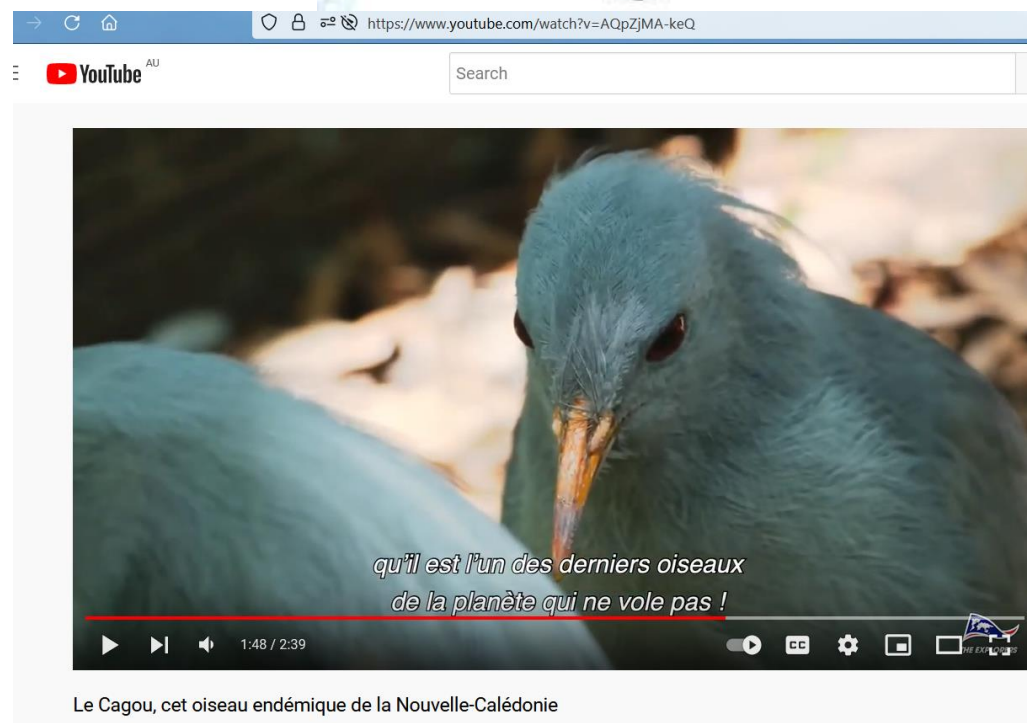 https://www.youtube.com/watch?v=AQpZjMA-keQ
YouTube AU
Search
qu'il est l'un des derniers oiseaux
de la planète qui ne vole pas !
1:48 / 2:39
CC
THE EXPLORERS
Le Cagou, cet oiseau endémique de la Nouvelle-Calédonie